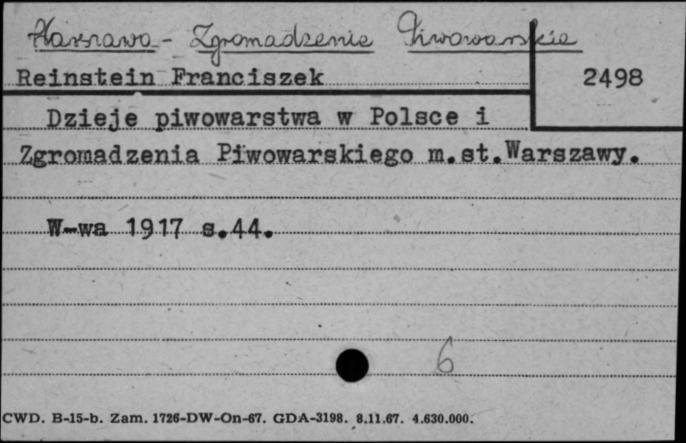 Warszawa - Zgromadzenie Piwowarskie
Reinstein Franciszek
2498
Dzieje piwowarstwa w Polsce i
Zgromadzenia Piwowarskiego m.st.Warszawy.
W-wa 1917 s.44.
6
CWD. B-15-b. Zam. 1726-DW-On-67. GDA-3198. 8.11.67. 4.630.000.